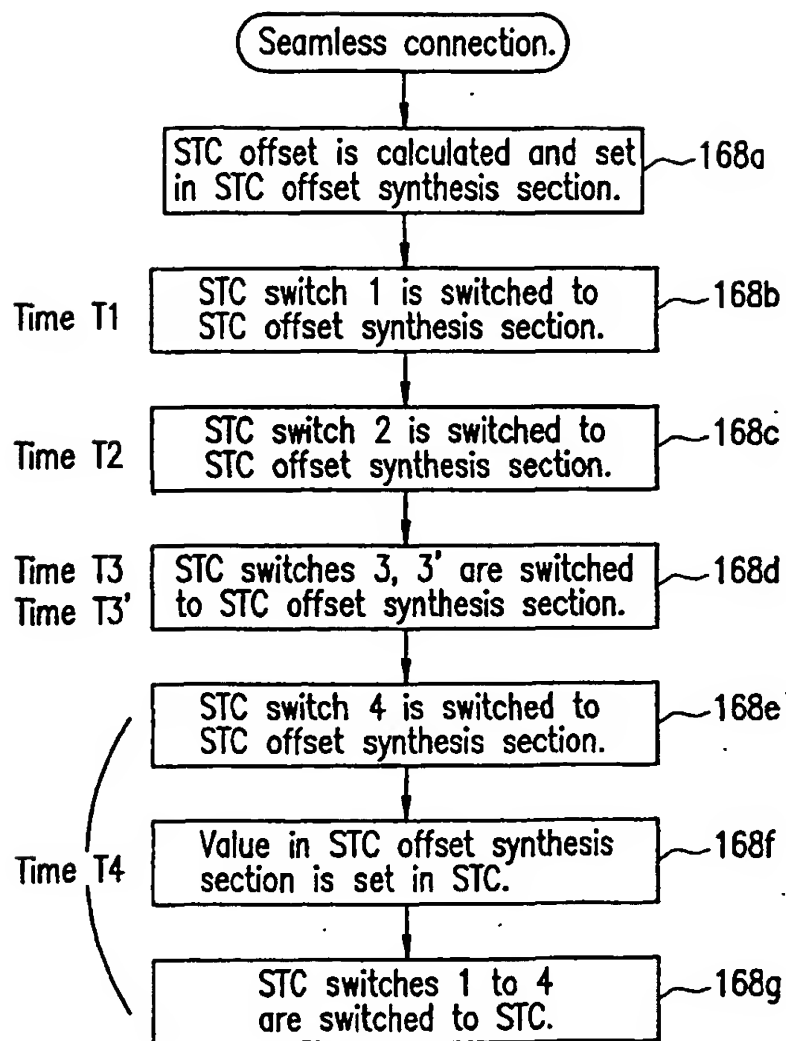 Seamless connection.
STC offset is calculated and set
in STC offset synthesis section.
168a
Time T1
STC switch 1 is switched to
STC offset synthesis section.
168b
Time T2
STC switch 2 is switched to
STC offset synthesis section.
168c
Time T3
Time T3'
STC switches 3, 3' are switched
to STC offset synthesis section.
168d
STC switch 4 is switched to
STC offset synthesis section.
168e
Time T4
Value in STC offset synthesis
section is set in STC.
168f
STC switches 1 to 4
are switched to STC.
168g